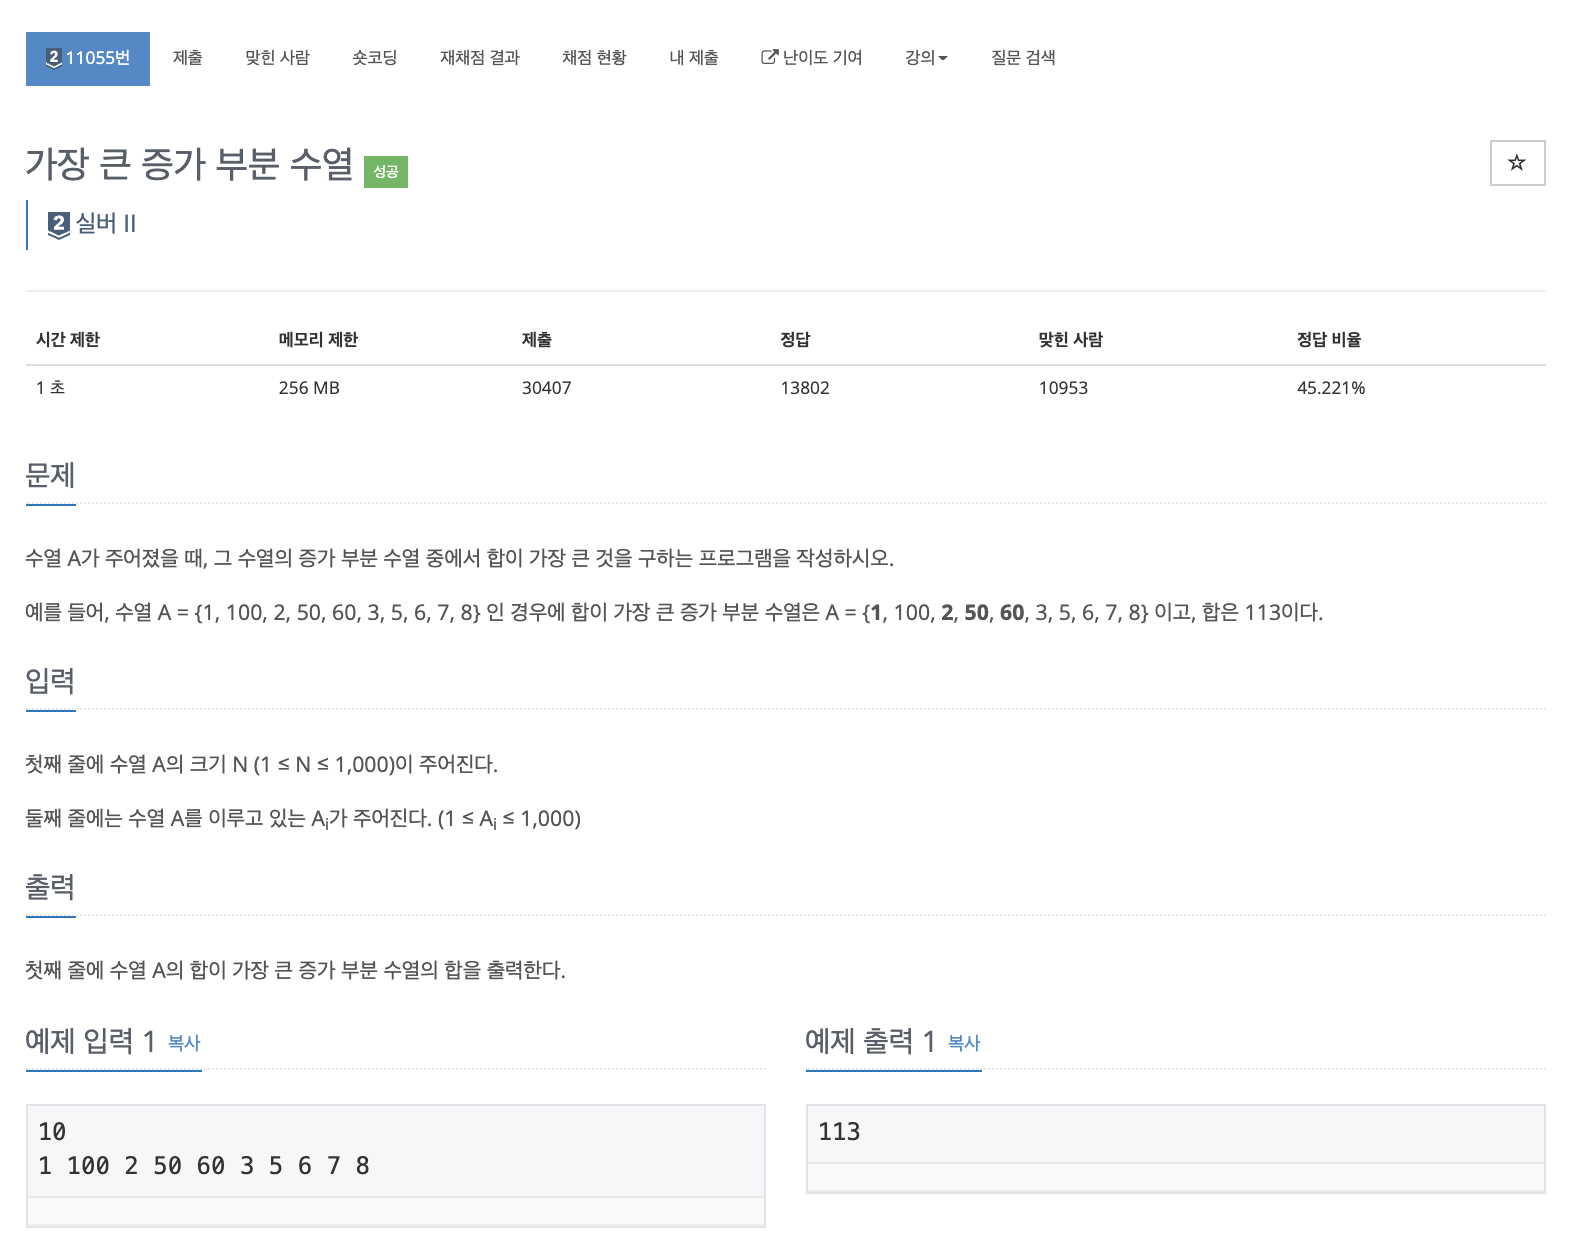 2 11055번 제출 맞힌 사람 숏코딩 재채점 결과 채점 현황 내 제출 난이도 기여 강의 질문 검색
가장 큰 증가 부분 수열 성공
2 실버 II
시간 제한 메모리 제한 제출 정답 맞힌 사람 정답 비율
1 초 256 MB 30407 13802 10953 45.221%
문제
수열 A가 주어졌을 때, 그 수열의 증가 부분 수열 중에서 합이 가장 큰 것을 구하는 프로그램을 작성하시오.
예를 들어, 수열 A = {1, 100, 2, 50, 60, 3, 5, 6, 7, 8} 인 경우에 합이 가장 큰 증가 부분 수열은 A = {1, 100, 2, 50, 60, 3, 5, 6, 7, 8} 이고, 합은 113이다.
입력
첫째 줄에 수열 A의 크기 N (1 ≤ N ≤ 1,000)이 주어진다.
둘째 줄에는 수열 A를 이루고 있는 Ai가 주어진다. (1 ≤ Ai ≤ 1,000)
출력
첫째 줄에 수열 A의 합이 가장 큰 증가 부분 수열의 합을 출력한다.
예제 입력 1 복사
10
1 100 2 50 60 3 5 6 7 8
예제 출력 1 복사
113